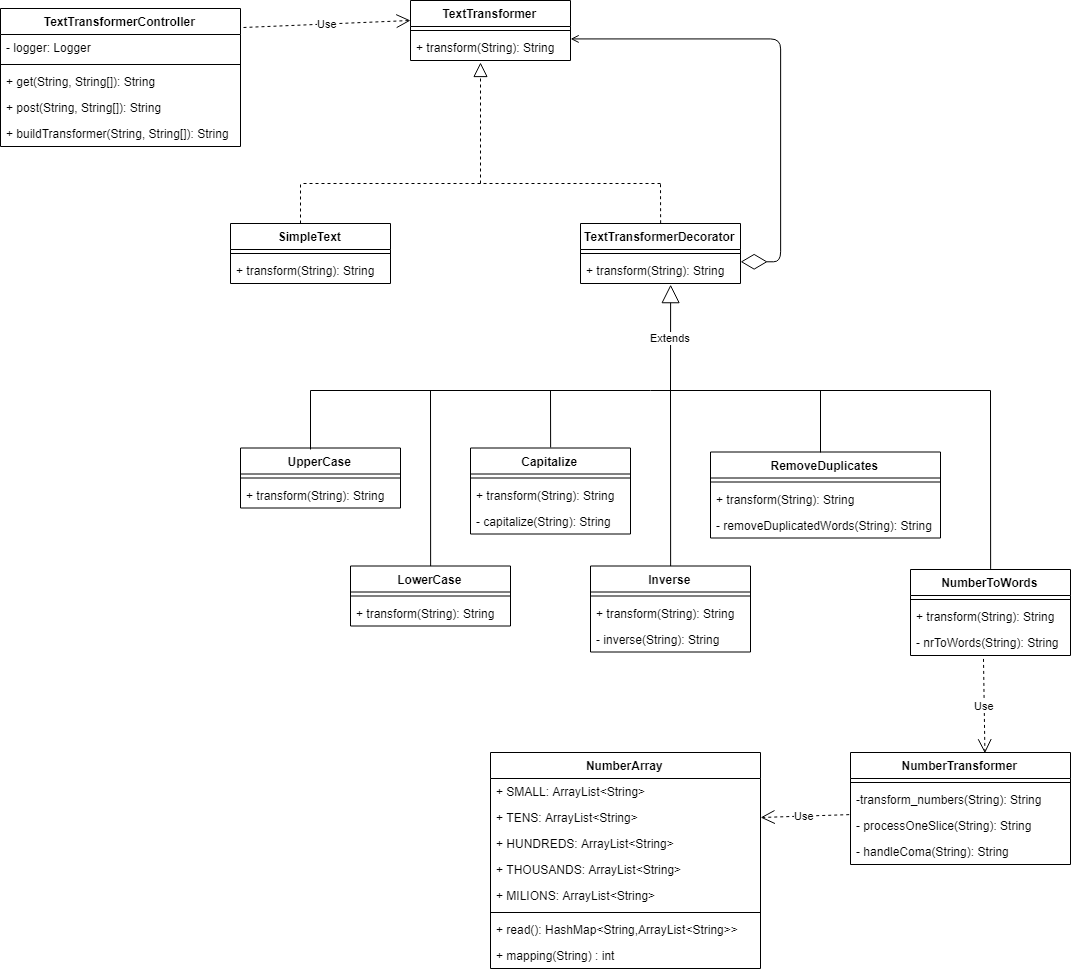 TextTransformerController
- logger: Logger
+ get(String, String[]): String
+ post(String, String[]): String
+ buildTransformer(String, String[]): String
Use
TextTransformer
+ transform(String): String
SimpleText
+ transform(String): String
TextTransformerDecorator
+ transform(String): String
Extends
UpperCase
+ transform(String): String
Capitalize
+ transform(String): String
- capitalize(String): String
RemoveDuplicates
+ transform(String): String
- removeDuplicatedWords(String): String
LowerCase
+ transform(String): String
Inverse
+ transform(String): String
- inverse(String): String
NumberToWords
+ transform(String): String
- nrToWords(String): String
Use
NumberArray
+ SMALL: ArrayList<String>
+ TENS: ArrayList<String>
+ HUNDREDS: ArrayList<String>
+ THOUSANDS: ArrayList<String>
+ MILIONS: ArrayList<String>
+ read(): HashMap<String,ArrayList<String>>
+ mapping(String) : int
Use
NumberTransformer
-transform_numbers(String): String
- processOneSlice(String): String
- handleComa(String): String